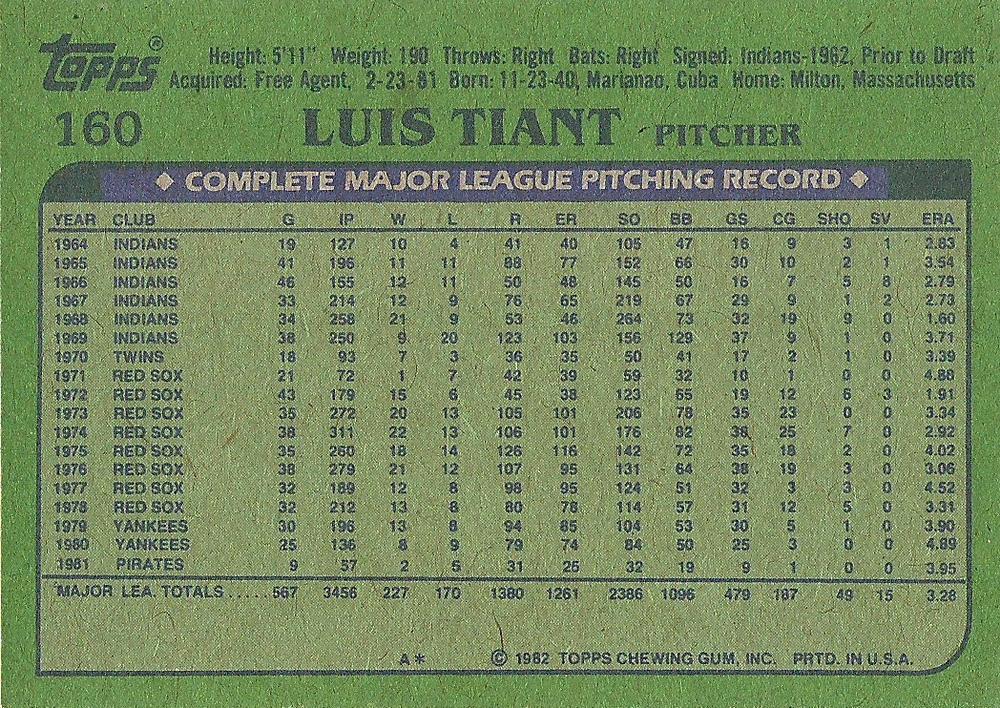 Topps® Height: 5'11" Weight: 190 Throws: Right Bats: Right Signed: Indians-1962, Prior to Draft
Acquired: Free Agent, 2-23-81 Born: 11-23-40, Marianao, Cuba Home: Milton, Massachusetts
160 LUIS TIANT PITCHER
◆ COMPLETE MAJOR LEAGUE PITCHING RECORD ◆
YEAR CLUB G IP W L R ER SO BB GS CG SHO SV ERA
1964 INDIANS 19 127 10 4 41 40 105 47 16 9 3 1 2.83
1965 INDIANS 41 196 11 11 88 77 152 66 30 10 2 1 3.54
1966 INDIANS 46 155 12 11 50 48 145 50 16 7 5 8 2.79
1967 INDIANS 33 214 12 9 76 65 219 67 29 9 1 2 2.73
1968 INDIANS 34 258 21 9 53 46 264 73 32 19 9 0 1.60
1969 INDIANS 38 250 9 20 123 103 156 129 37 9 1 0 3.71
1970 TWINS 18 93 7 3 36 35 50 41 17 2 1 0 3.39
1971 RED SOX 21 72 1 7 42 39 59 32 10 1 0 0 4.88
1972 RED SOX 43 179 15 6 45 38 123 65 19 12 6 3 1.91
1973 RED SOX 35 272 20 13 105 101 206 78 35 23 0 0 3.34
1974 RED SOX 38 311 22 13 106 101 176 82 38 25 7 0 2.92
1975 RED SOX 35 260 18 14 126 116 142 72 35 18 2 0 4.02
1976 RED SOX 38 279 21 12 107 95 131 64 38 19 3 0 3.06
1977 RED SOX 32 189 12 8 98 95 124 51 32 3 3 0 4.52
1978 RED SOX 32 212 13 8 80 78 114 57 31 12 5 0 3.31
1979 YANKEES 30 196 13 8 94 85 104 53 30 5 1 0 3.90
1980 YANKEES 25 136 8 9 79 74 84 50 25 3 0 0 4.89
1981 PIRATES 9 57 2 5 31 25 32 19 9 1 0 0 3.95
MAJOR LEA. TOTALS ..... 567 3456 227 170 1380 1261 2386 1096 479 187 49 15 3.28
A* © 1982 TOPPS CHEWING GUM, INC. PRTD. IN U.S.A.